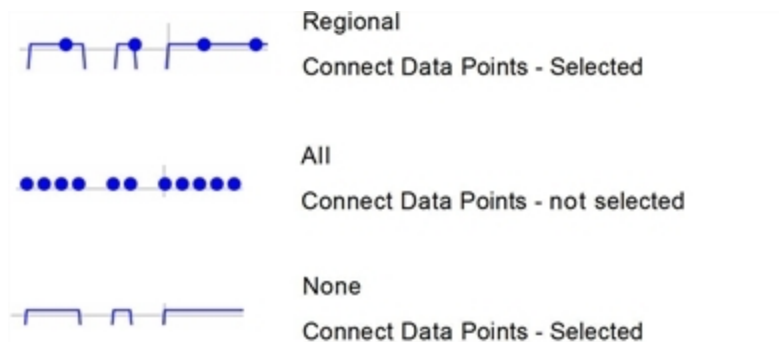 Regional
Connect Data Points - Selected
All
Connect Data Points - not selected
None
Connect Data Points - Selected